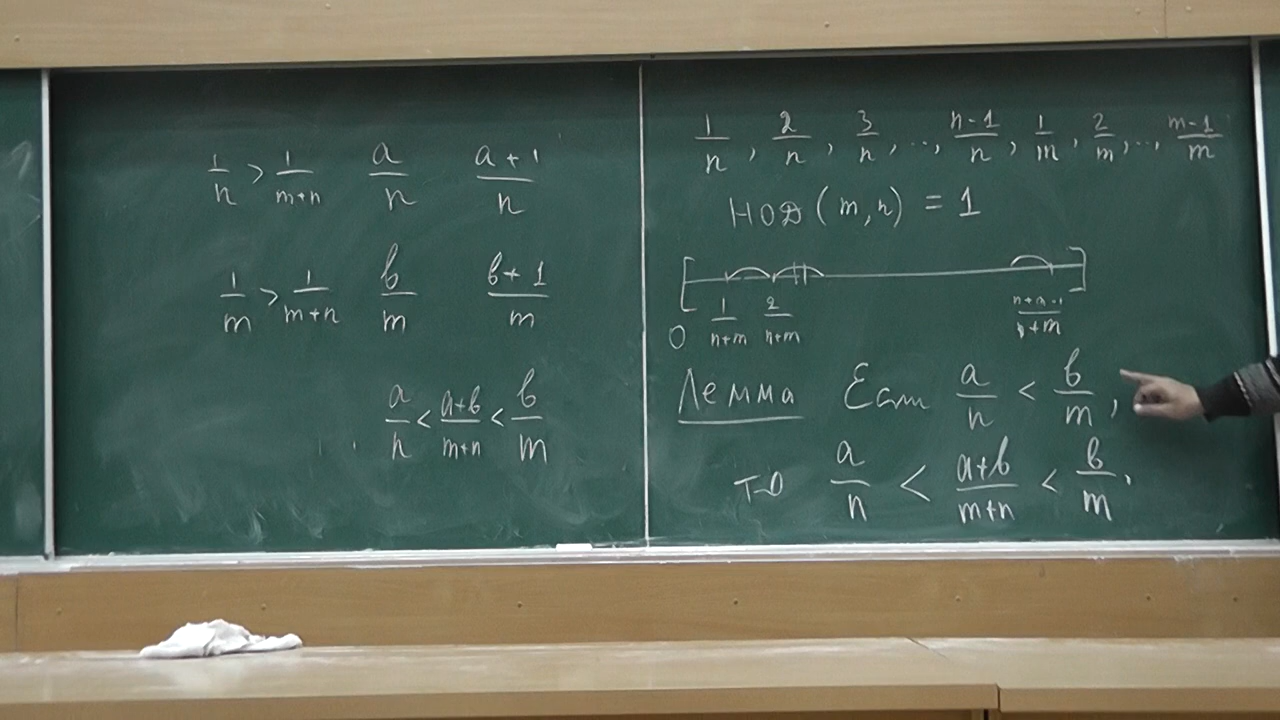 1/n > 1/m+n a/n a+1/n
1/m > 1/m+n b/m b+1/m
a/n < a+b/m+n < b/m
1/n , 2/n , 3/n , ..., n-1/n , 1/m , 2/m , ..., m-1/m
НОД(m,n) = 1
0 1/n+m 2/n+m n+m-1/n+m
Лемма Если a/n < b/m ,
то a/n < a+b/m+n < b/m .